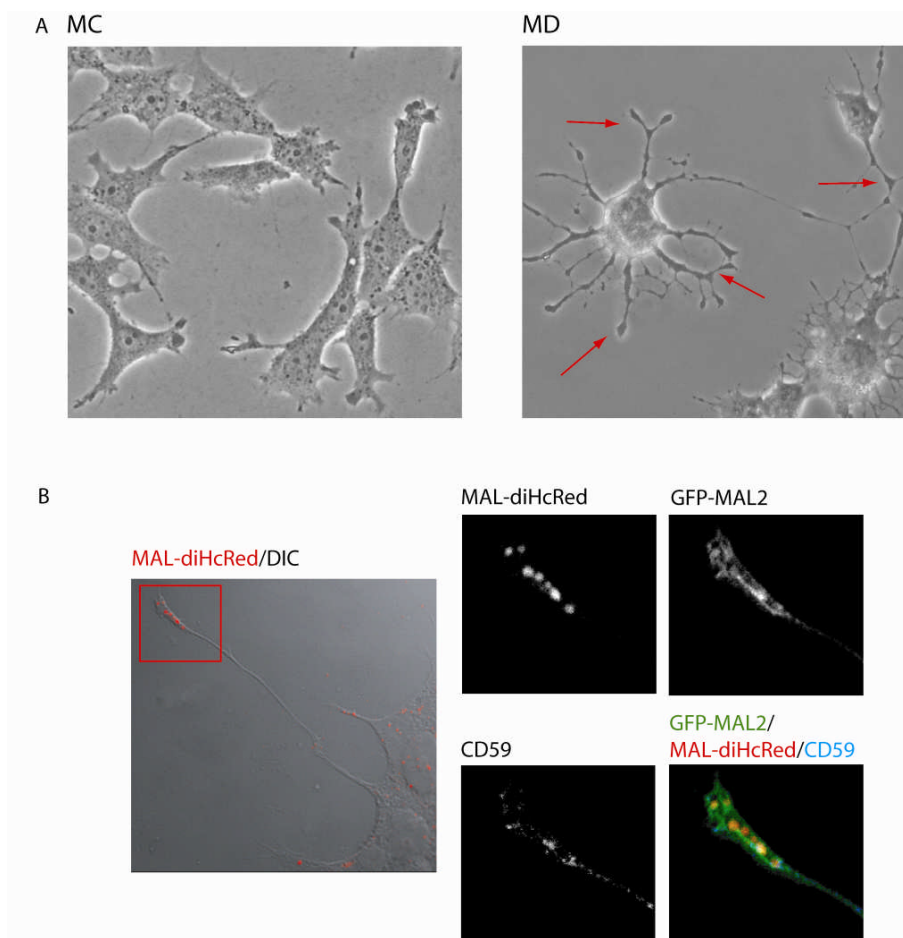 A
MC
MD
B
MAL-diHcRed/DIC
MAL-diHcRed
GFP-MAL2
CD59
GFP-MAL2/
MAL-diHcRed/CD59